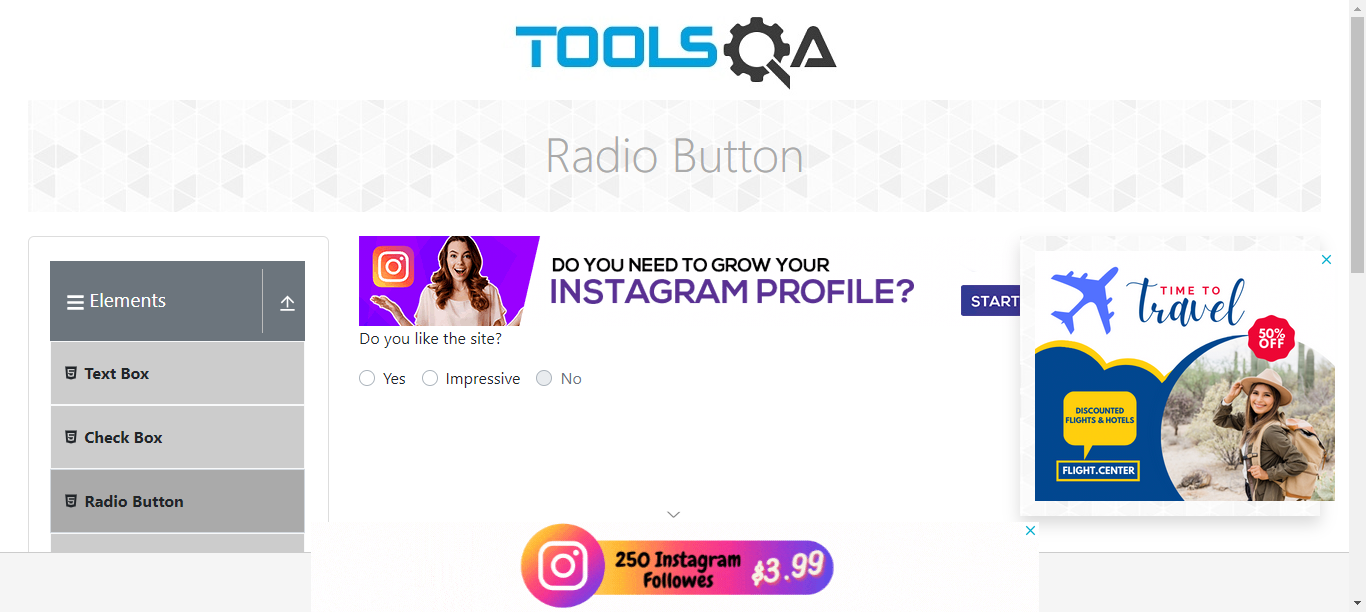 TOOLSQA
Radio Button
Elements
Text Box
Check Box
Radio Button
DO YOU NEED TO GROW YOUR
INSTAGRAM PROFILE?
START
Do you like the site?
Yes
Impressive
No
TIME TO
travel
50%
OFF
DISCOUNTED
FLIGHTS & HOTELS
FLIGHT.CENTER
250 Instagram
Followes
$3.99